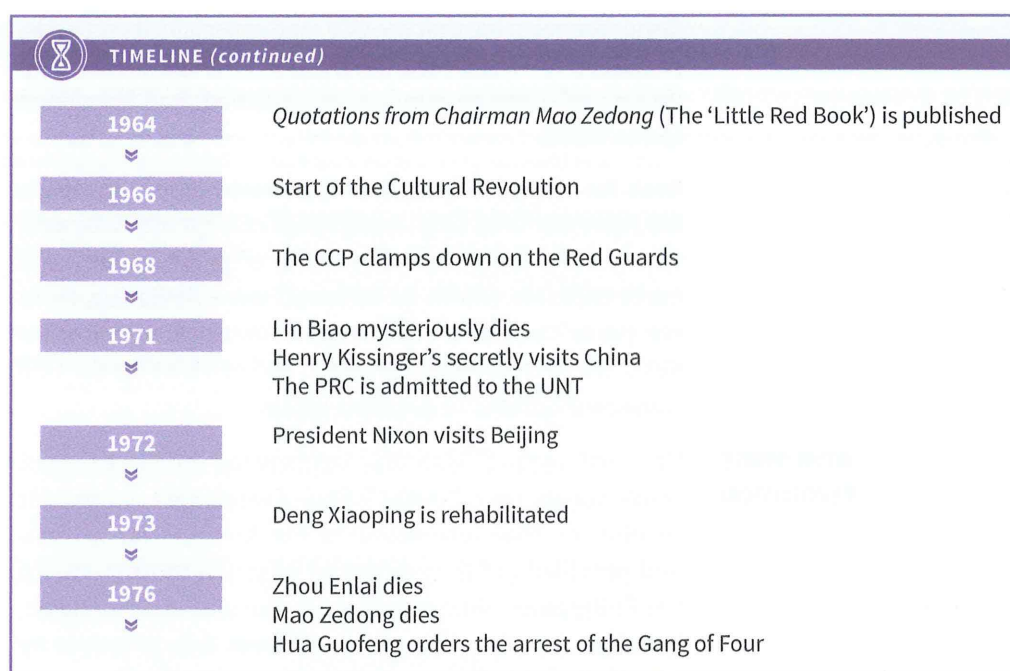 TIMELINE (continued)
1964
Quotations from Chairman Mao Zedong (The ‘Little Red Book’) is published
1966
Start of the Cultural Revolution
1968
The CCP clamps down on the Red Guards
1971
Lin Biao mysteriously dies
Henry Kissinger’s secretly visits China
The PRC is admitted to the UNT
1972
President Nixon visits Beijing
1973
Deng Xiaoping is rehabilitated
1976
Zhou Enlai dies
Mao Zedong dies
Hua Guofeng orders the arrest of the Gang of Four